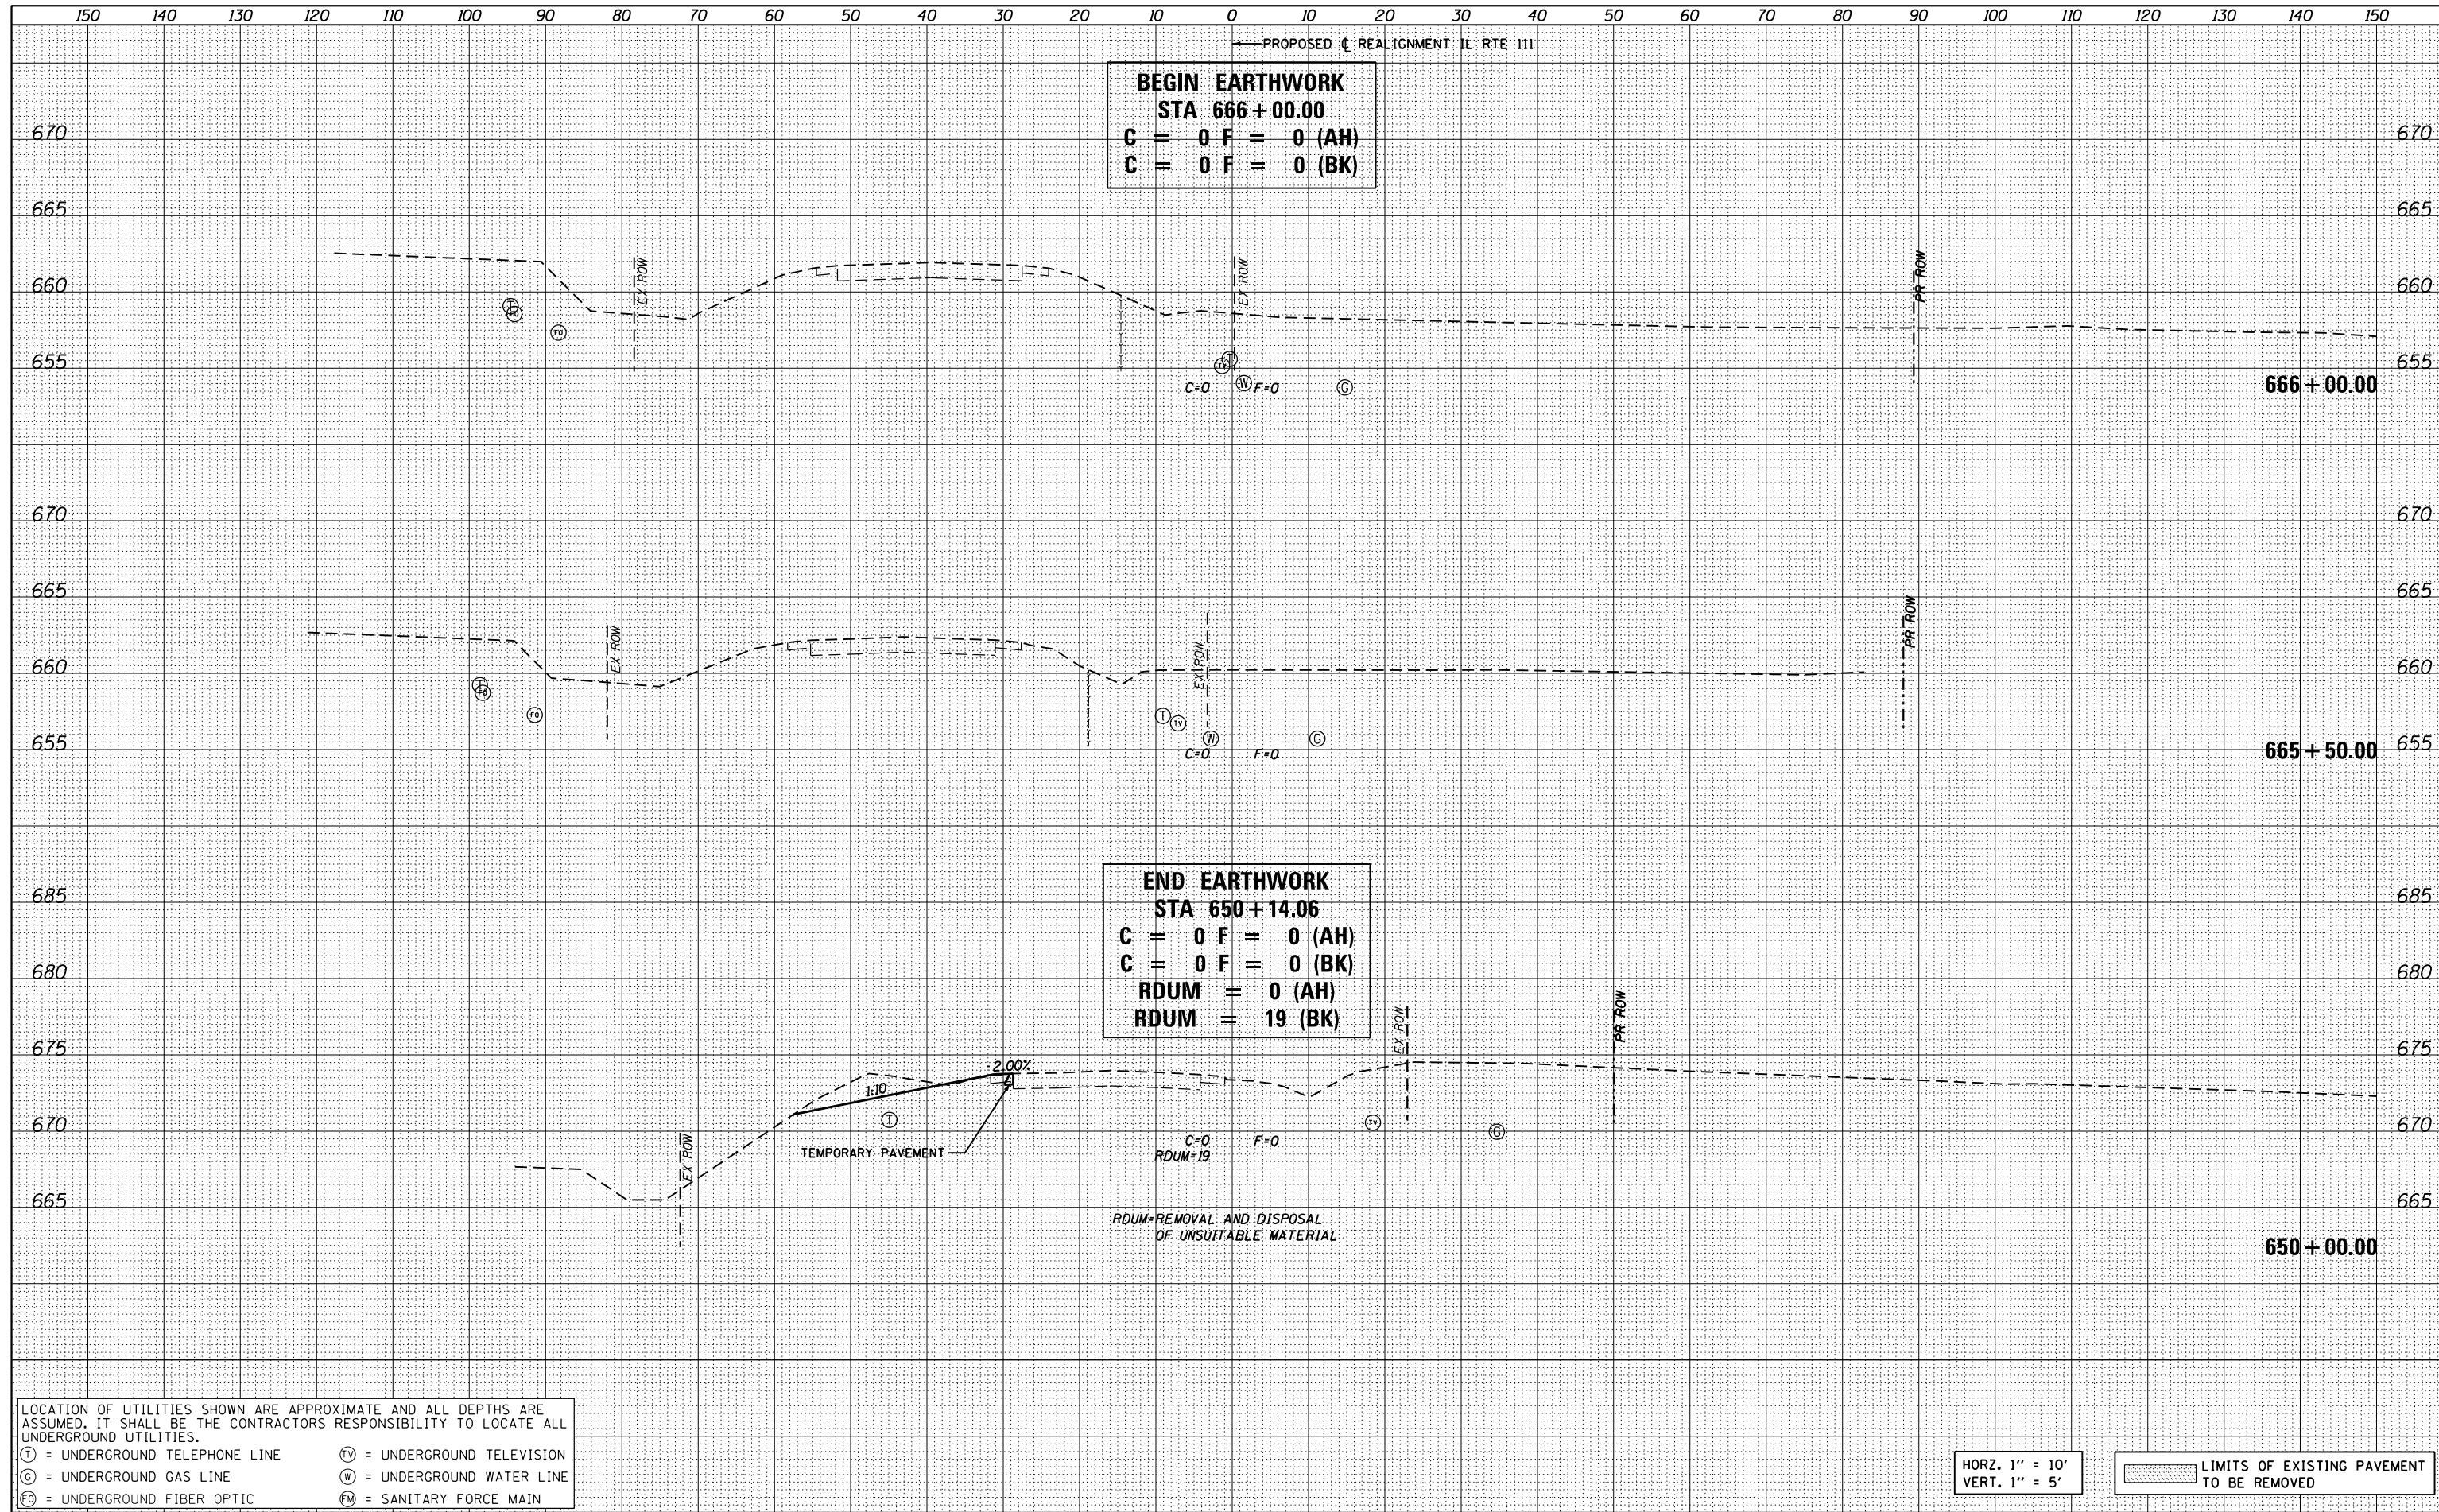 150 140 130 120 110 100 90 80 70 60 50 40 30 20 10 0 10 20 30 40 50 60 70 80 90 100 110 120 130 140 150
PROPOSED ℄ REALIGNMENT IL RTE 111
BEGIN EARTHWORK
STA 666+00.00
C = 0 F = 0 (AH)
C = 0 F = 0 (BK)
670 670
665 665
EX ROW EX ROW PR ROW
660 660
T
FO
FO
655 T 655
TV
W G
C=0 F=0
666+00.00
670 670
665 665
EX ROW EX ROW PR ROW
660 660
T
FO
FO T TV
W G
655 655
C=0 F=0
665+50.00
685 685
END EARTHWORK
STA 650+14.06
C = 0 F = 0 (AH)
C = 0 F = 0 (BK)
RDUM = 0 (AH)
RDUM = 19 (BK)
680 680
675 EX ROW PR ROW 675
-2.00%
1:10
T TV G
670 670
EX ROW
TEMPORARY PAVEMENT
C=0 F=0
RDUM=19
665 665
RDUM=REMOVAL AND DISPOSAL
OF UNSUITABLE MATERIAL
650+00.00
LOCATION OF UTILITIES SHOWN ARE APPROXIMATE AND ALL DEPTHS ARE
ASSUMED. IT SHALL BE THE CONTRACTORS RESPONSIBILITY TO LOCATE ALL
UNDERGROUND UTILITIES.
T = UNDERGROUND TELEPHONE LINE TV = UNDERGROUND TELEVISION
G = UNDERGROUND GAS LINE W = UNDERGROUND WATER LINE
FO = UNDERGROUND FIBER OPTIC FM = SANITARY FORCE MAIN
HORZ. 1'' = 10'
VERT. 1'' = 5'
LIMITS OF EXISTING PAVEMENT
TO BE REMOVED